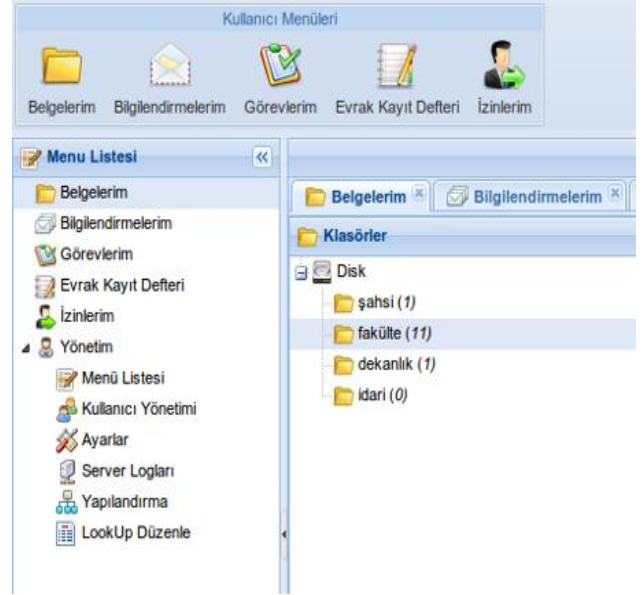 Kullanıcı Menüleri
Belgelerim Bilgilendirmelerim Görevlerim Evrak Kayıt Defteri İzinlerim
Menu Listesi
Belgelerim
Bilgilendirmelerim
Görevlerim
Evrak Kayıt Defteri
İzinlerim
Yönetim
Menü Listesi
Kullanıcı Yönetimi
Ayarlar
Server Logları
Yapılandırma
LookUp Düzenle
Belgelerim Bilgilendirmelerim
Klasörler
Disk
şahsi (1)
fakülte (11)
dekanlık (1)
idari (0)